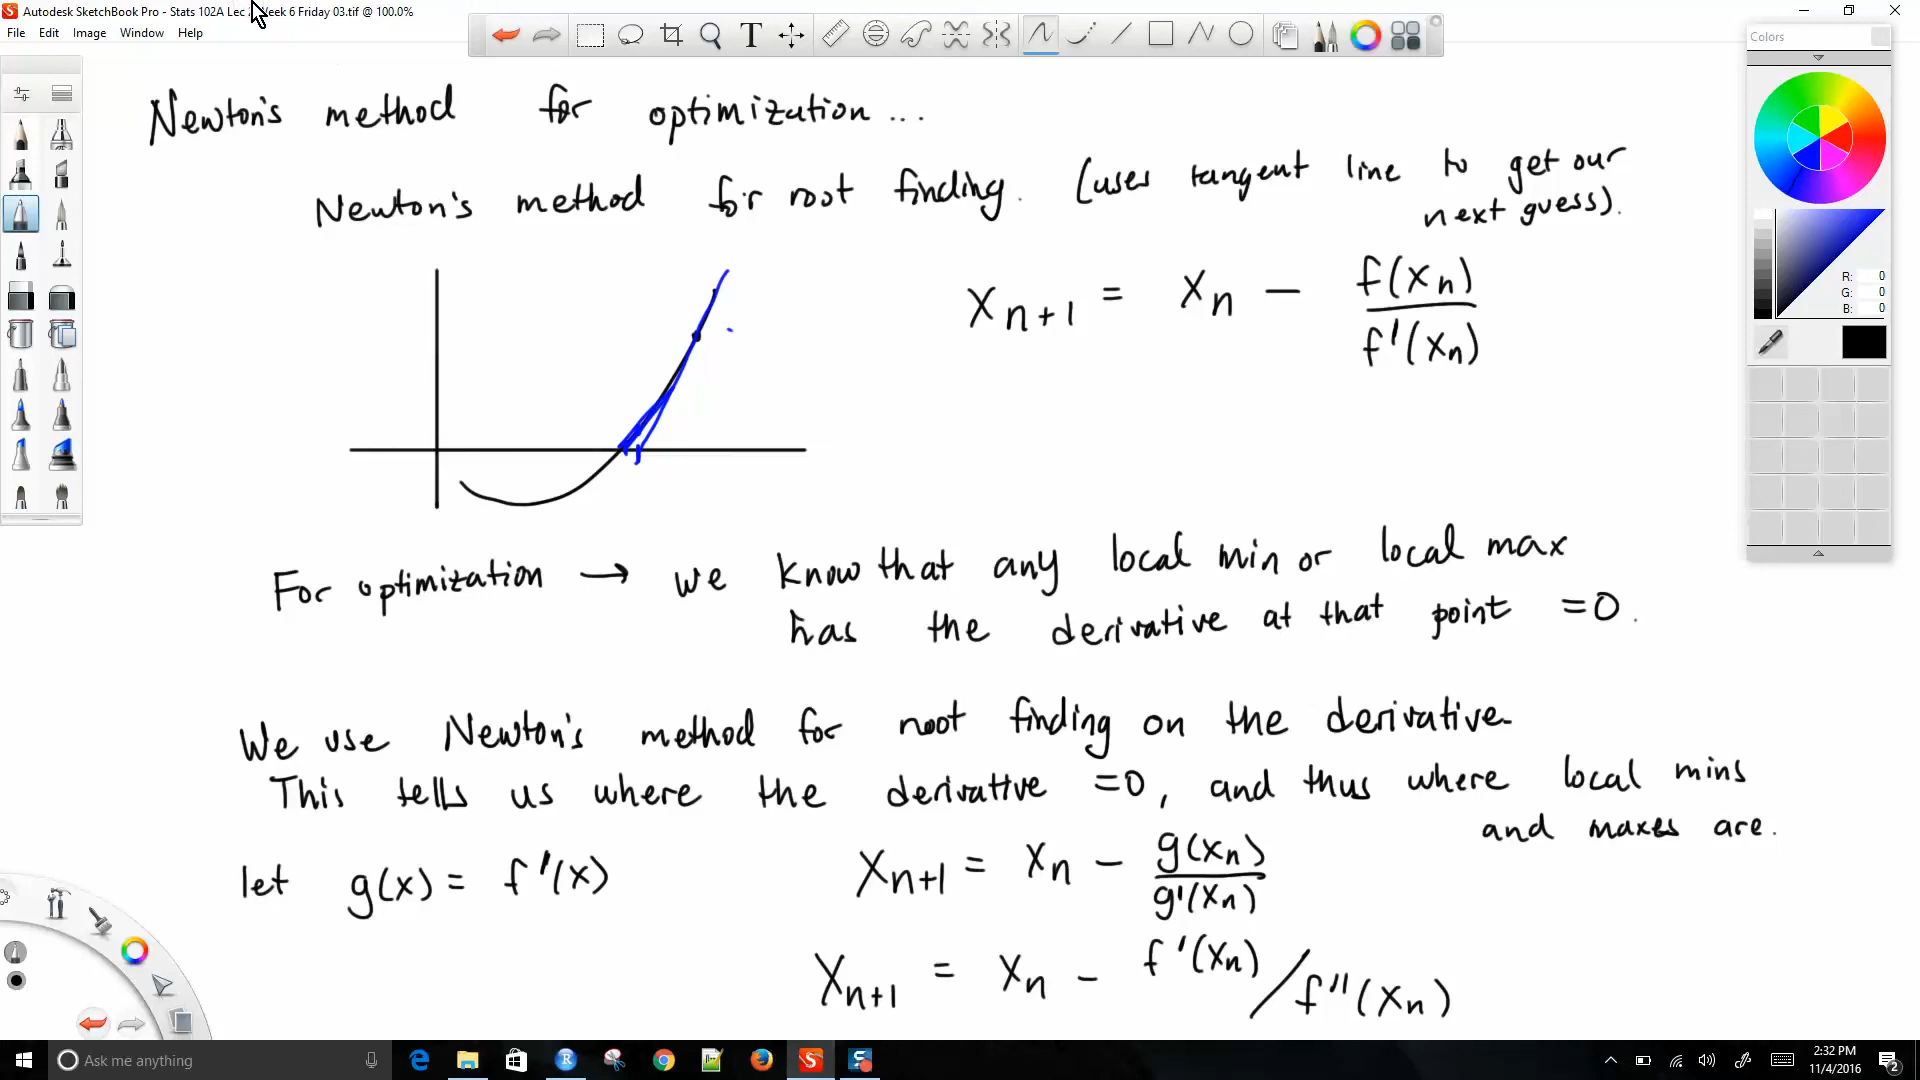 Autodesk SketchBook Pro - Stats 102A Lec Week 6 Friday 03.tif @ 100.0%
File Edit Image Window Help
Colors
R: 0
G: 0
B: 0
Newton's method for optimization...
Newton's method for root finding. (uses tangent line to get our
next guess).
Xn+1 = Xn - f(Xn) / f'(Xn)
For optimization → we know that any local min or local max
has the derivative at that point =0.
We use Newton's method for root finding on the derivative.
This tells us where the derivative =0, and thus where local mins
and maxes are.
let g(x) = f'(x)
Xn+1 = Xn - g(Xn) / g'(Xn)
Xn+1 = Xn - f'(Xn) / f''(Xn)
Ask me anything
2:32 PM
11/4/2016
2